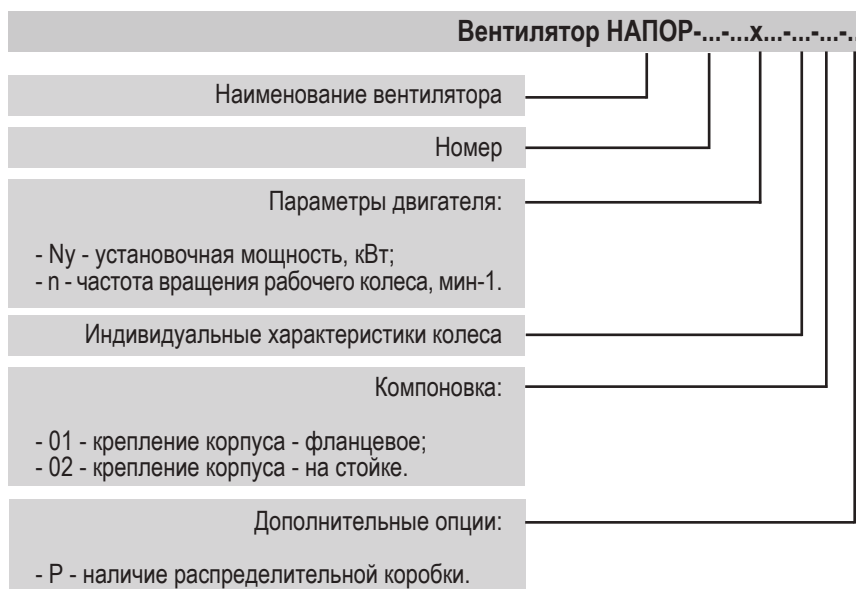 Вентилятор НАПОР-...-...x...-...-...-..
Наименование вентилятора
Номер
Параметры двигателя:
- Nу - установочная мощность, кВт;
- n - частота вращения рабочего колеса, мин-1.
Индивидуальные характеристики колеса
Компоновка:
- 01 - крепление корпуса - фланцевое;
- 02 - крепление корпуса - на стойке.
Дополнительные опции:
- Р - наличие распределительной коробки.